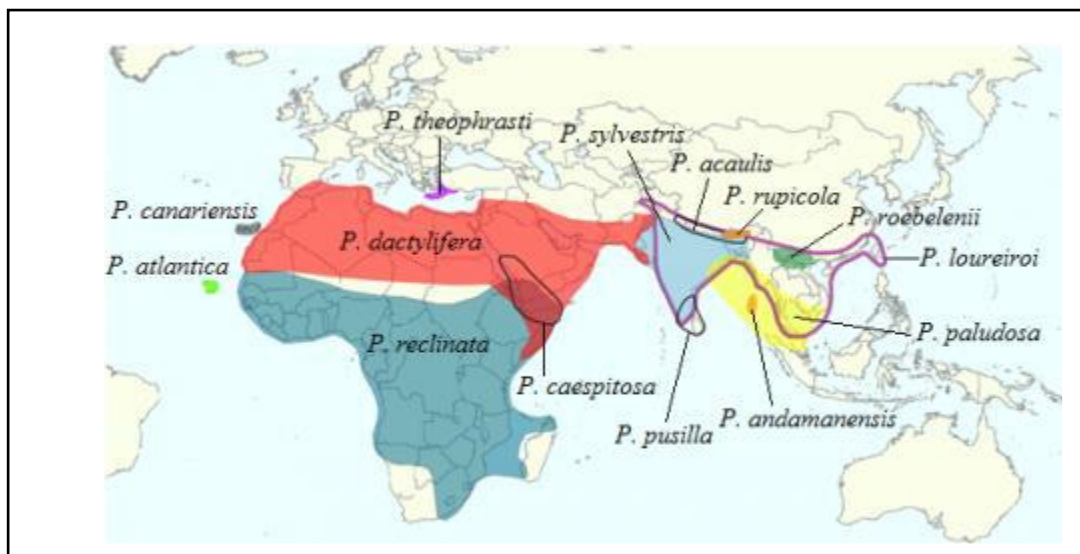 P. theophrasti
P. sylvestris
P. acaulis
P. rupicola
P. canariensis
P. roebelenii
P. dactylifera
P. atlantica
P. loureiroi
P. reclinata
P. paludosa
P. caespitosa
P. andamanensis
P. pusilla